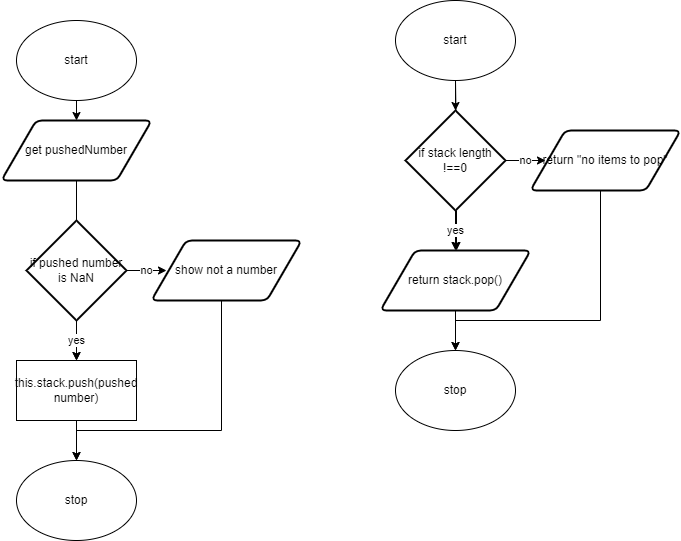 start
get pushedNumber
if pushed number
is NaN
no
show not a number
yes
this.stack.push(pushed
number)
stop
start
if stack length
!==0
no
return "no items to pop"
yes
return stack.pop()
stop